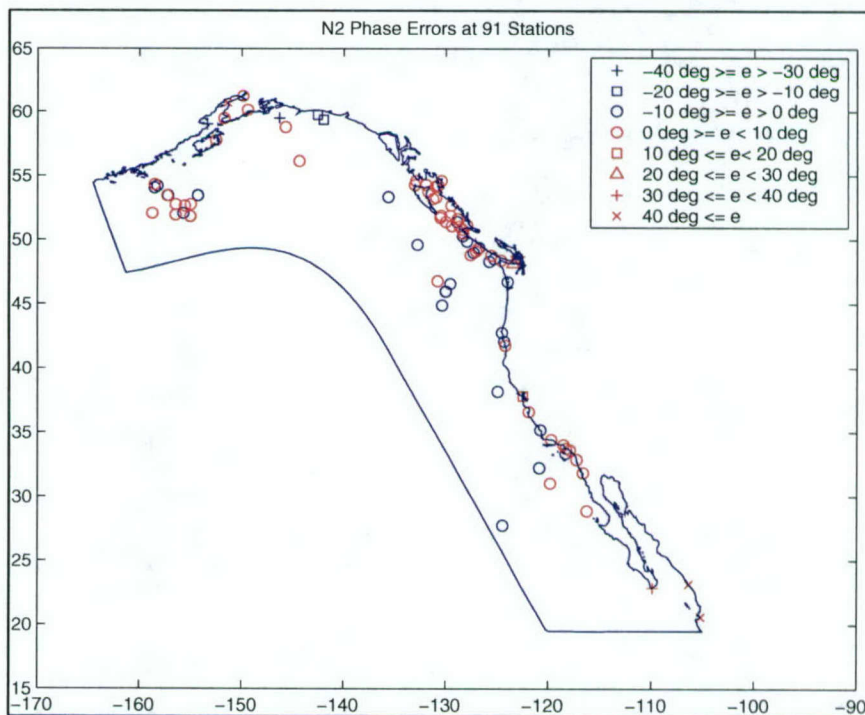 N2 Phase Errors at 91 Stations
65
60
55
50
45
40
35
30
25
20
15
−170
−160
−150
−140
−130
−120
−110
−100
−90
−40 deg >= e > −30 deg
−20 deg >= e > −10 deg
−10 deg >= e > 0 deg
0 deg >= e < 10 deg
10 deg <= e< 20 deg
20 deg <= e < 30 deg
30 deg <= e < 40 deg
40 deg <= e